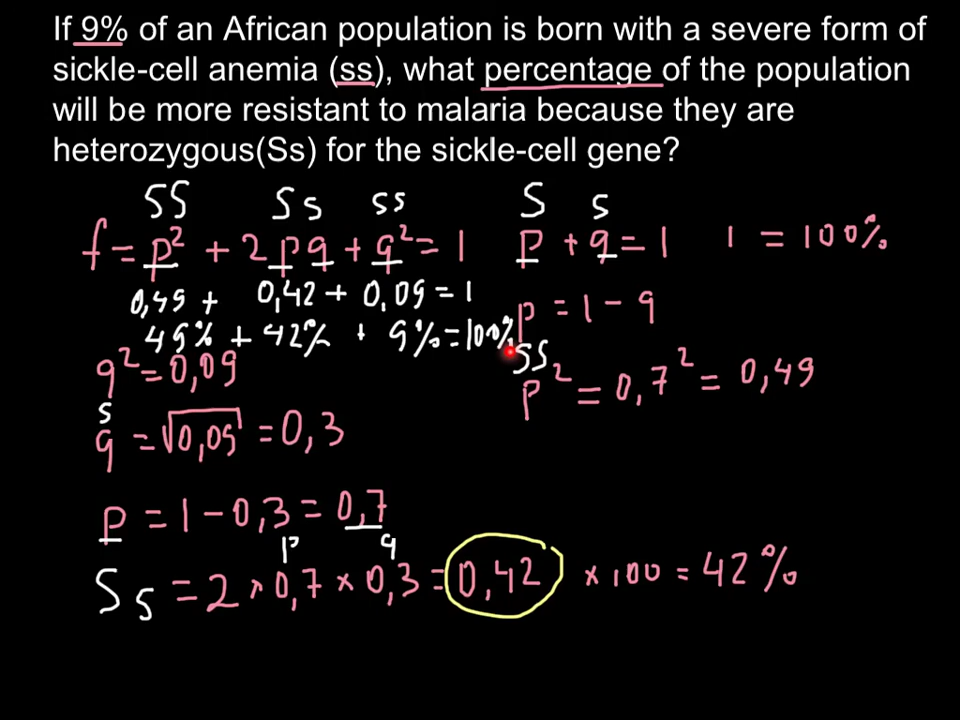 If 9% of an African population is born with a severe form of
sickle-cell anemia (ss), what percentage of the population
will be more resistant to malaria because they are
heterozygous(Ss) for the sickle-cell gene?
SS Ss ss S s
f = p² + 2pq + q² = 1 p + q = 1 1 = 100%
0,49 + 0,42 + 0,09 = 1
p = 1 - q
49% + 42% + 9% = 100%
SS
q² = 0,09
p² = 0,7² = 0,49
s
q = √0,09 = 0,3
p = 1 - 0,3 = 0,7
p q
Ss = 2 × 0,7 × 0,3 = 0,42 × 100 = 42%